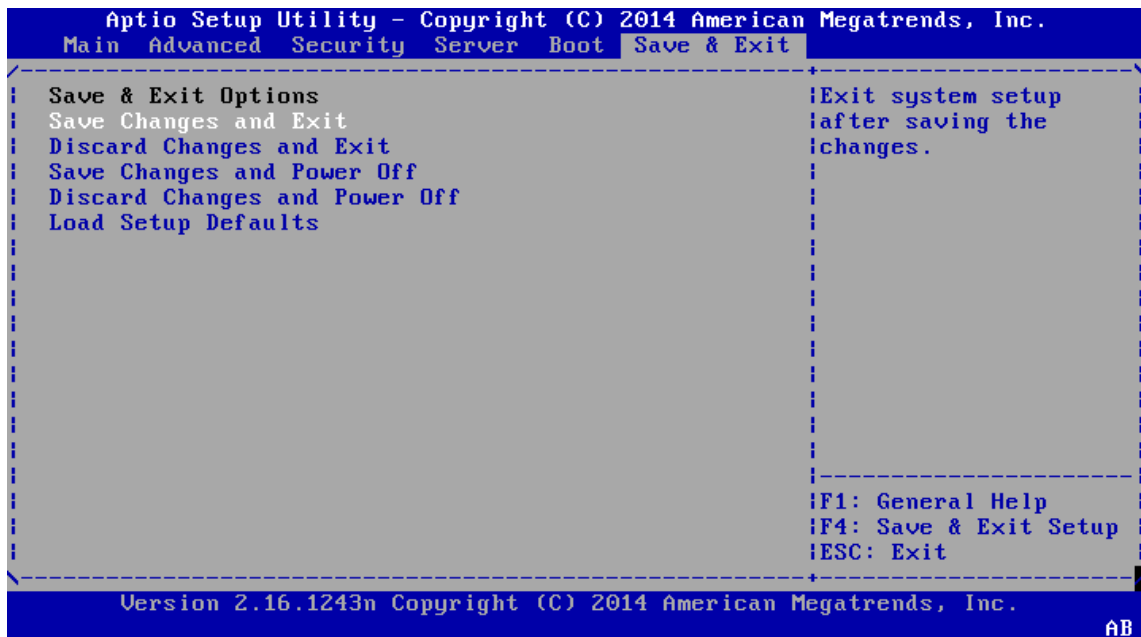 Aptio Setup Utility - Copyright (C) 2014 American Megatrends, Inc.
Main Advanced Security Server Boot Save & Exit
Save & Exit Options
Save Changes and Exit
Discard Changes and Exit
Save Changes and Power Off
Discard Changes and Power Off
Load Setup Defaults
Exit system setup
after saving the
changes.
F1: General Help
F4: Save & Exit Setup
ESC: Exit
Version 2.16.1243n Copyright (C) 2014 American Megatrends, Inc.
AB